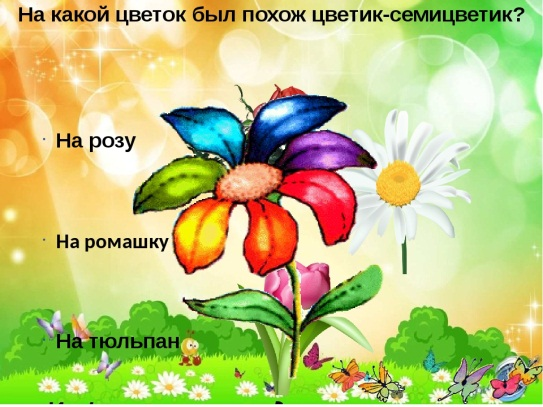 На какой цветок был похож цветик-семицветик?
На розу
На ромашку
На тюльпан